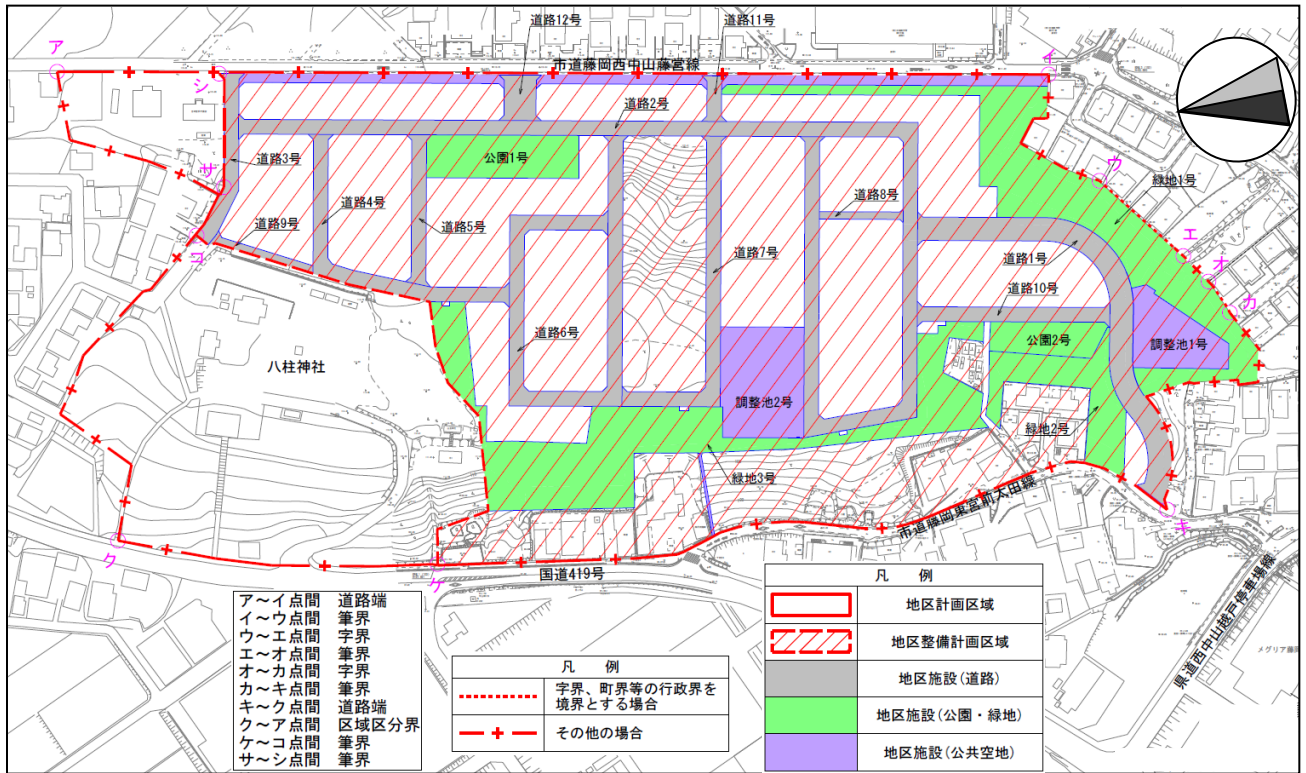 道路12号
道路11号
ア
シ
市道藤岡西中山藤宮線
イ
道路2号
道路3号
サ
公園1号
道路4号
道路5号
道路9号
コ
道路8号
ウ
緑地1号
エ
オ
カ
道路7号
道路1号
道路10号
道路6号
公園2号
調整池1号
八柱神社
調整池2号
緑地2号
緑地3号
市道藤岡東宮前太田線
キ
ク
ケ
国道419号
県道西中山越戸停車場線
ア～イ点間 道路端
イ～ウ点間 筆界
ウ～エ点間 字界
エ～オ点間 筆界
オ～カ点間 字界
カ～キ点間 筆界
キ～ク点間 道路端
ク～ア点間 区域区分界
ケ～コ点間 筆界
サ～シ点間 筆界
凡 例
字界、町界等の行政界を
境界とする場合
その他の場合
凡 例
地区計画区域
地区整備計画区域
地区施設(道路)
地区施設(公園・緑地)
地区施設(公共空地)